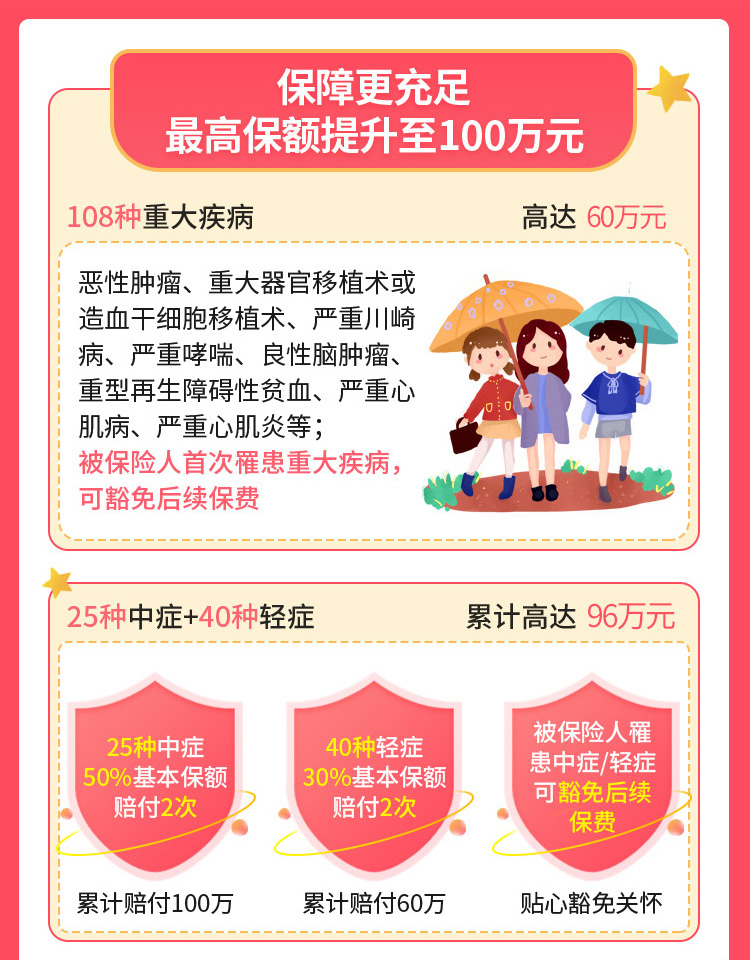 保障更充足
最高保额提升至100万元
108种重大疾病 高达 60万元
恶性肿瘤、重大器官移植术或
造血干细胞移植术、严重川崎
病、严重哮喘、良性脑肿瘤、
重型再生障碍性贫血、严重心
肌病、严重心肌炎等；
被保险人首次罹患重大疾病，
可豁免后续保费
25种中症+40种轻症 累计高达 96万元
25种中症
50%基本保额
赔付2次
累计赔付100万
40种轻症
30%基本保额
赔付2次
累计赔付60万
被保险人罹
患中症/轻症
可豁免后续
保费
贴心豁免关怀